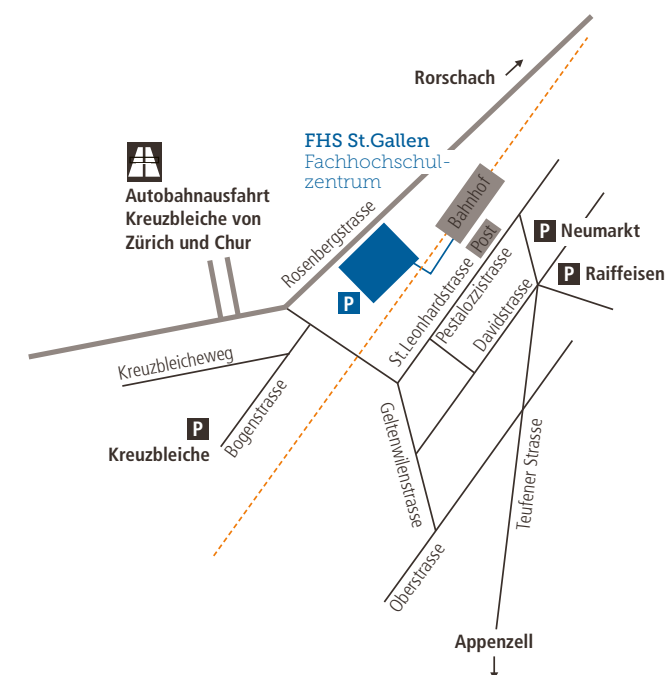 Rorschach
FHS St.Gallen
Fachhochschul-
zentrum
Autobahnausfahrt
Kreuzbleiche von
Zürich und Chur
Rosenbergstrasse
Bahnhof
Post
P Neumarkt
P Raiffeisen
P
St.Leonhardstrasse
Pestalozzistrasse
Davidstrasse
Kreuzbleicheweg
Bogenstrasse
P
Kreuzbleiche
Geltenwilenstrasse
Teufener Strasse
Oberstrasse
Appenzell